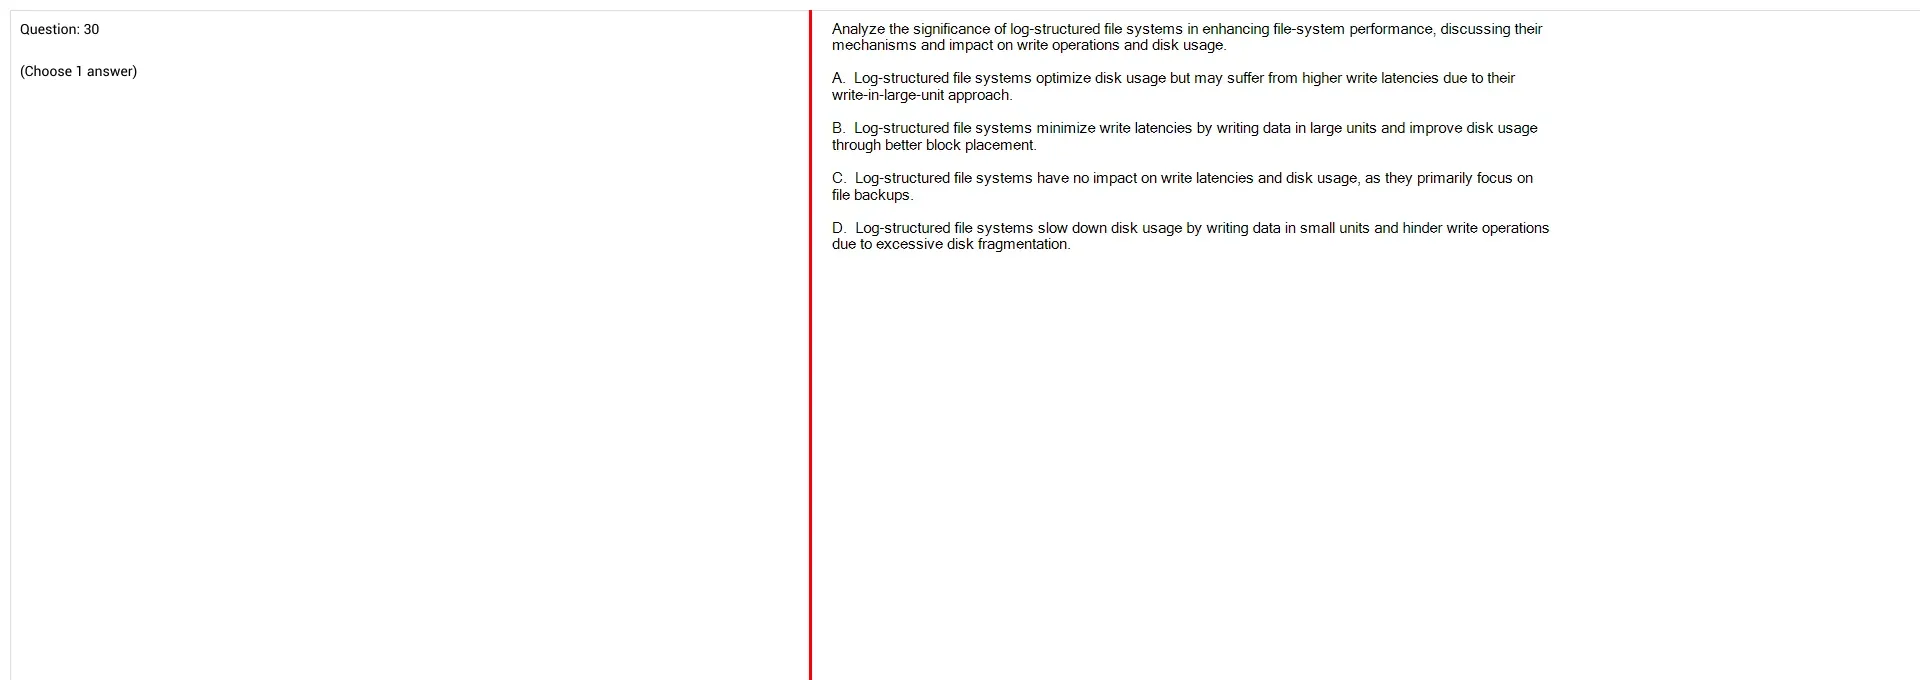 Question: 30
(Choose 1 answer)
Analyze the significance of log-structured file systems in enhancing file-system performance, discussing their
mechanisms and impact on write operations and disk usage.
A.  Log-structured file systems optimize disk usage but may suffer from higher write latencies due to their
write-in-large-unit approach.
B.  Log-structured file systems minimize write latencies by writing data in large units and improve disk usage
through better block placement.
C.  Log-structured file systems have no impact on write latencies and disk usage, as they primarily focus on
file backups.
D.  Log-structured file systems slow down disk usage by writing data in small units and hinder write operations
due to excessive disk fragmentation.